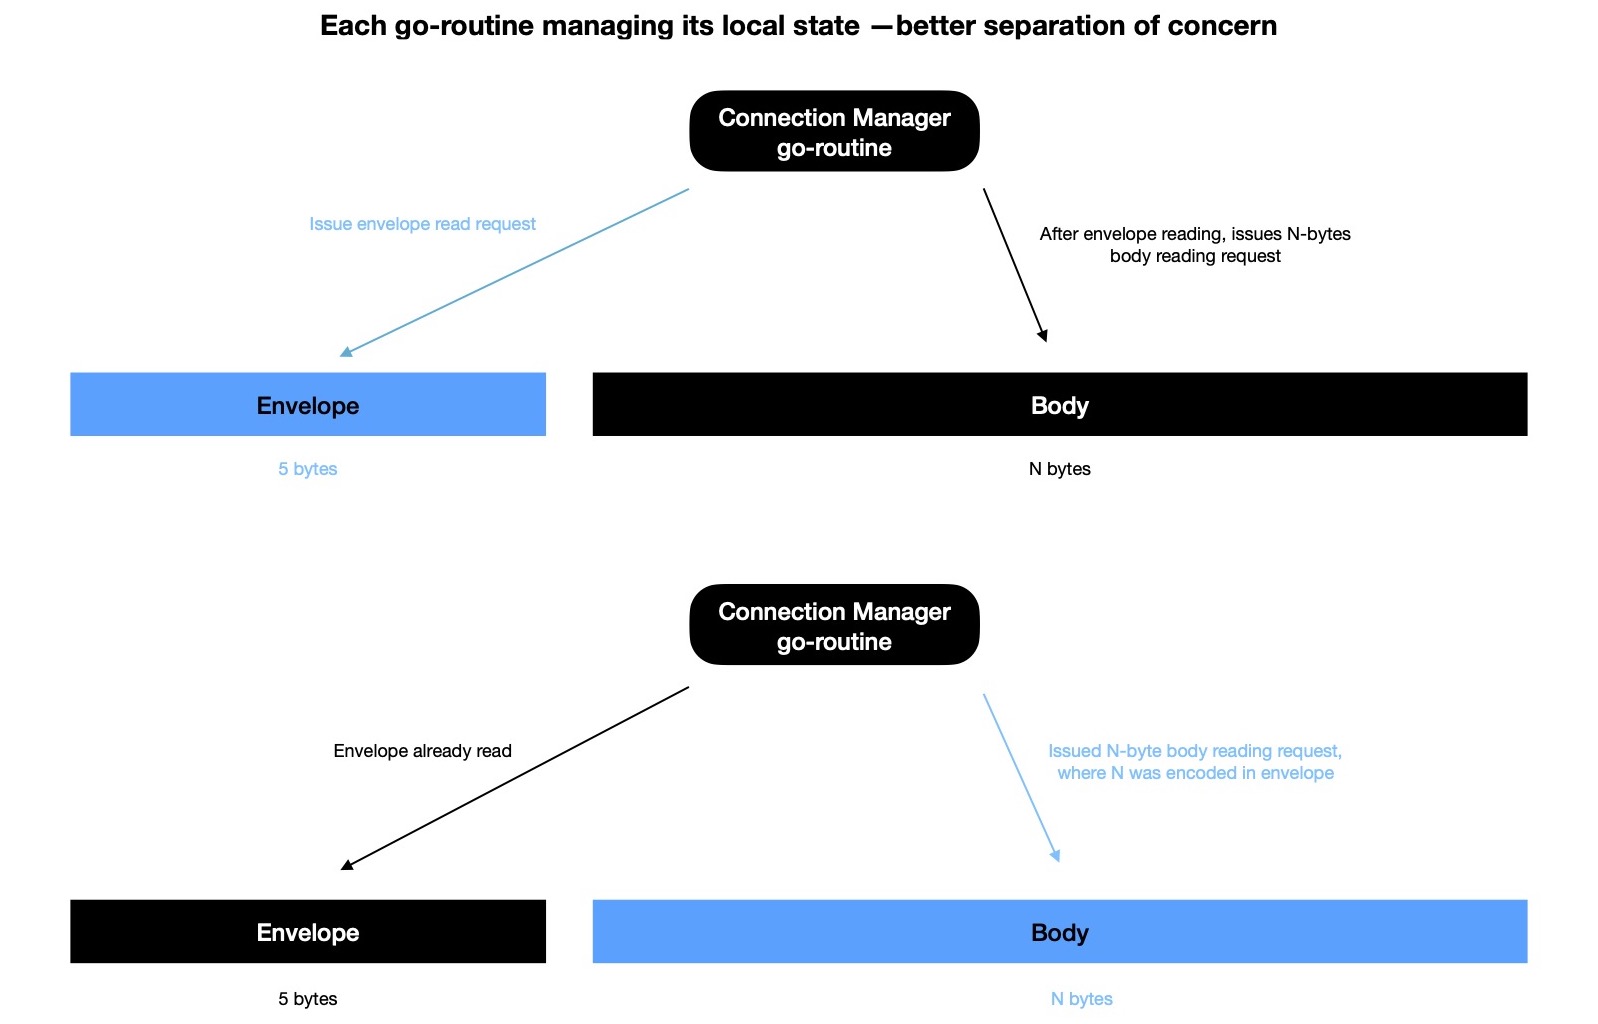 Each go-routine managing its local state —better separation of concern
Connection Manager
go-routine
Issue envelope read request
After envelope reading, issues N-bytes
body reading request
Envelope
Body
5 bytes
N bytes
Connection Manager
go-routine
Envelope already read
Issued N-byte body reading request,
where N was encoded in envelope
Envelope
Body
5 bytes
N bytes